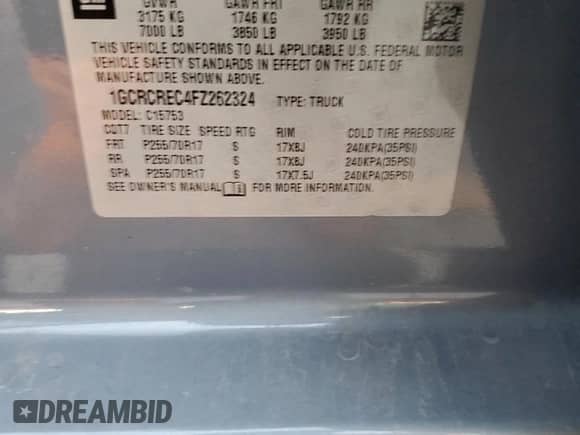 GM
GVWR GAWR FRT GAWR RR
3175 KG 1746 KG 1792 KG
7000 LB 3850 LB 3950 LB
THIS VEHICLE CONFORMS TO ALL APPLICABLE U.S. FEDERAL MOTOR
VEHICLE SAFETY STANDARDS IN EFFECT ON THE DATE OF
MANUFACTURE SHOWN ABOVE.
1GCRCREC4FZ262324 TYPE: TRUCK
MODEL: C15753
COT7 TIRE SIZE SPEED RTG RIM COLD TIRE PRESSURE
FRT P255/70R17 S 17X8J 240KPA(35PSI)
RR P255/70R17 S 17X8J 240KPA(35PSI)
SPA P255/70R17 S 17X7.5J 240KPA(35PSI)
SEE OWNER'S MANUAL FOR MORE INFORMATION.
DREAMBID